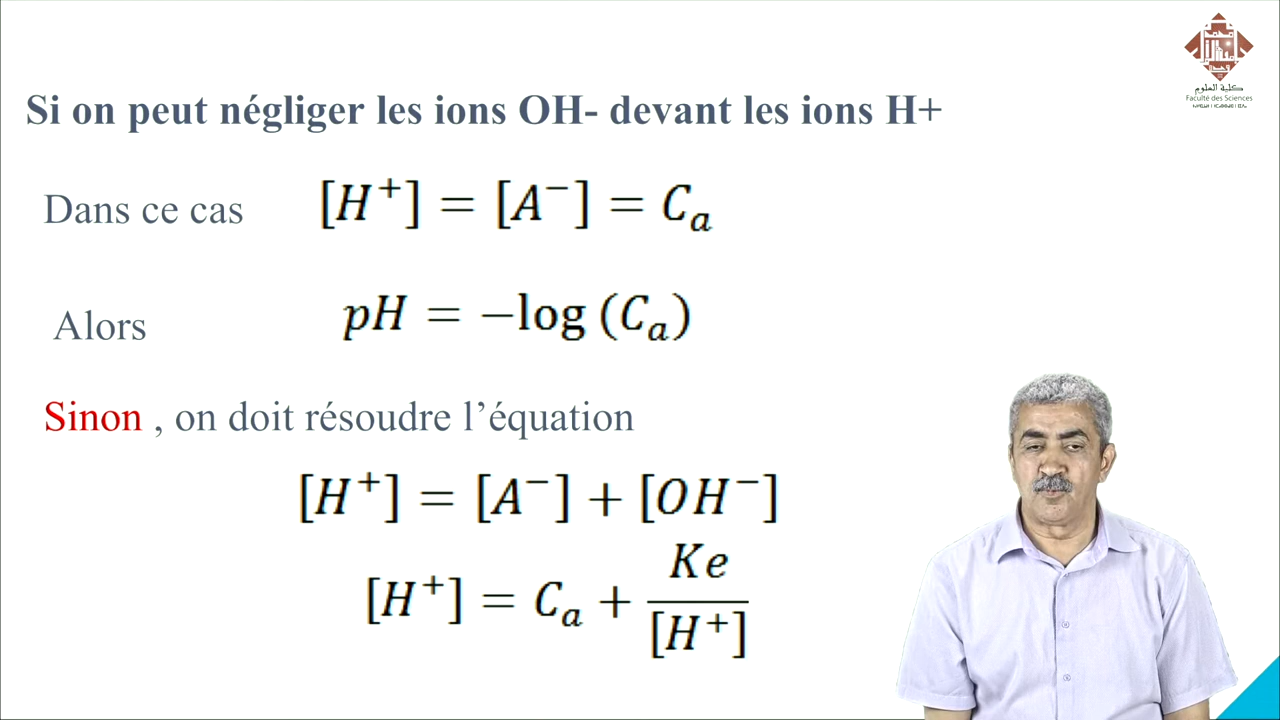 كلية العلوم
Faculté des Sciences
Si on peut négliger les ions OH- devant les ions H+
Dans ce cas [H⁺] = [A⁻] = Cₐ
Alors pH = −log (Cₐ)
Sinon , on doit résoudre l’équation
[H⁺] = [A⁻] + [OH⁻]
[H⁺] = Cₐ + Ke/[H⁺]